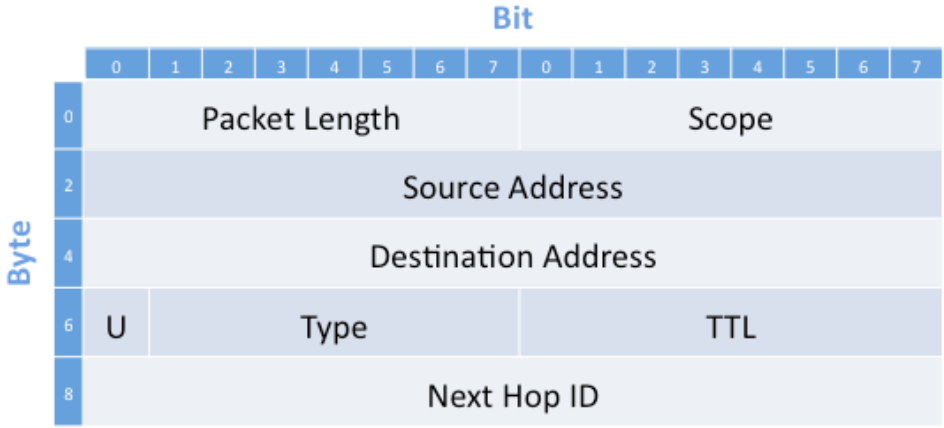 Bit
0 1 2 3 4 5 6 7 0 1 2 3 4 5 6 7
0 Packet Length Scope
2 Source Address
Byte
4 Destination Address
6 U Type TTL
8 Next Hop ID